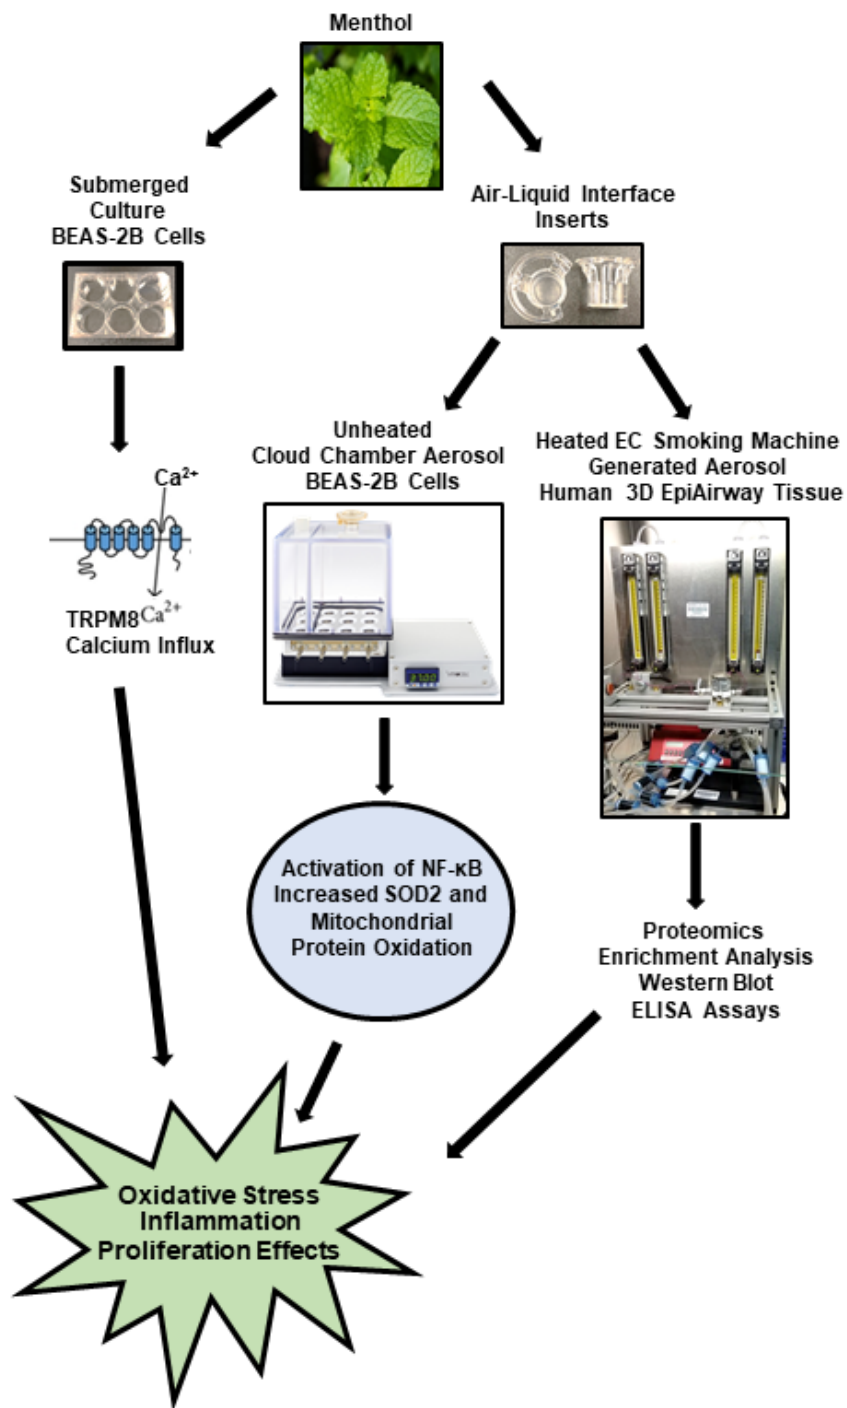 Menthol
Submerged
Culture
BEAS-2B Cells
Air-Liquid Interface
Inserts
Ca²⁺
TRPM8 Ca²⁺
Calcium Influx
Unheated
Cloud Chamber Aerosol
BEAS-2B Cells
Heated EC Smoking Machine
Generated Aerosol
Human 3D EpiAirway Tissue
Activation of NF-κB
Increased SOD2 and
Mitochondrial
Protein Oxidation
Proteomics
Enrichment Analysis
Western Blot
ELISA Assays
Oxidative Stress
Inflammation
Proliferation Effects